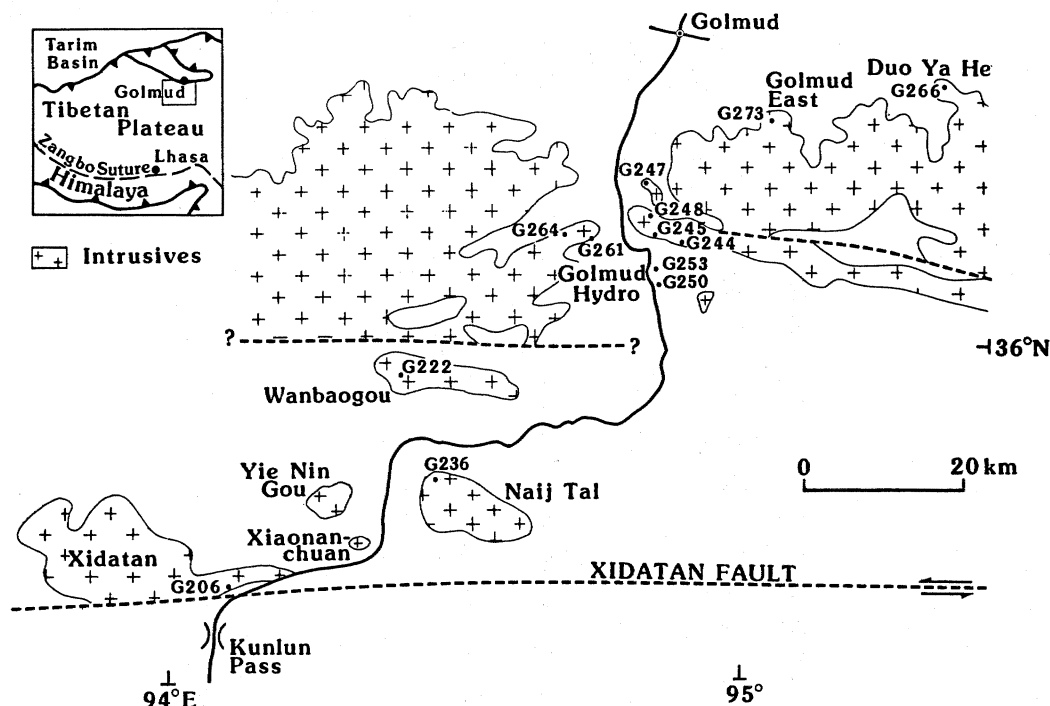 Golmud
Tarim
Basin
Golmud
Tibetan
Plateau
Zangbo Suture
Lhasa
Himalaya
Intrusives
Duo Ya He
G266
Golmud
East
G273
G247
G248
G245
G244
G264
G261
G253
G250
Golmud
Hydro
?
?
36°N
G222
Wanbaogou
G236
Yie Nin
Gou
Naij Tal
0
20 km
Xiaonan-
chuan
Xidatan
G206
XIDATAN FAULT
Kunlun
Pass
94°E
95°